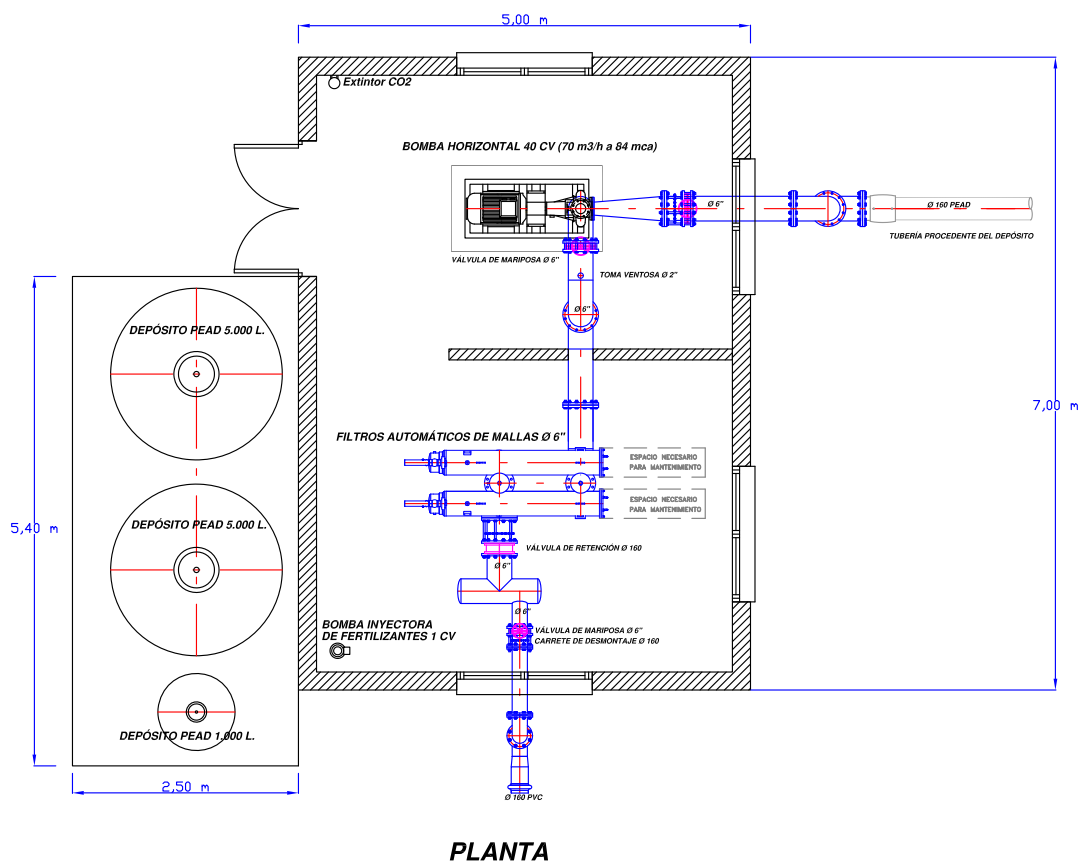 5,00 m
Extintor CO2
BOMBA HORIZONTAL 40 CV (70 m3/h a 84 mca)
Ø 6"
Ø 160 PEAD
TUBERÍA PROCEDENTE DEL DEPÓSITO
VÁLVULA DE MARIPOSA Ø 6"
TOMA VENTOSA Ø 2"
Ø 6"
DEPÓSITO PEAD 5.000 L.
7,00 m
FILTROS AUTOMÁTICOS DE MALLAS Ø 6"
ESPACIO NECESARIO
PARA MANTENIMIENTO
ESPACIO NECESARIO
PARA MANTENIMIENTO
5,40 m
DEPÓSITO PEAD 5.000 L.
VÁLVULA DE RETENCIÓN Ø 160
Ø 6"
Ø 6"
BOMBA INYECTORA
DE FERTILIZANTES 1 CV
VÁLVULA DE MARIPOSA Ø 6"
CARRETE DE DESMONTAJE Ø 160
DEPÓSITO PEAD 1.000 L.
2,50 m
Ø 160 PVC
PLANTA